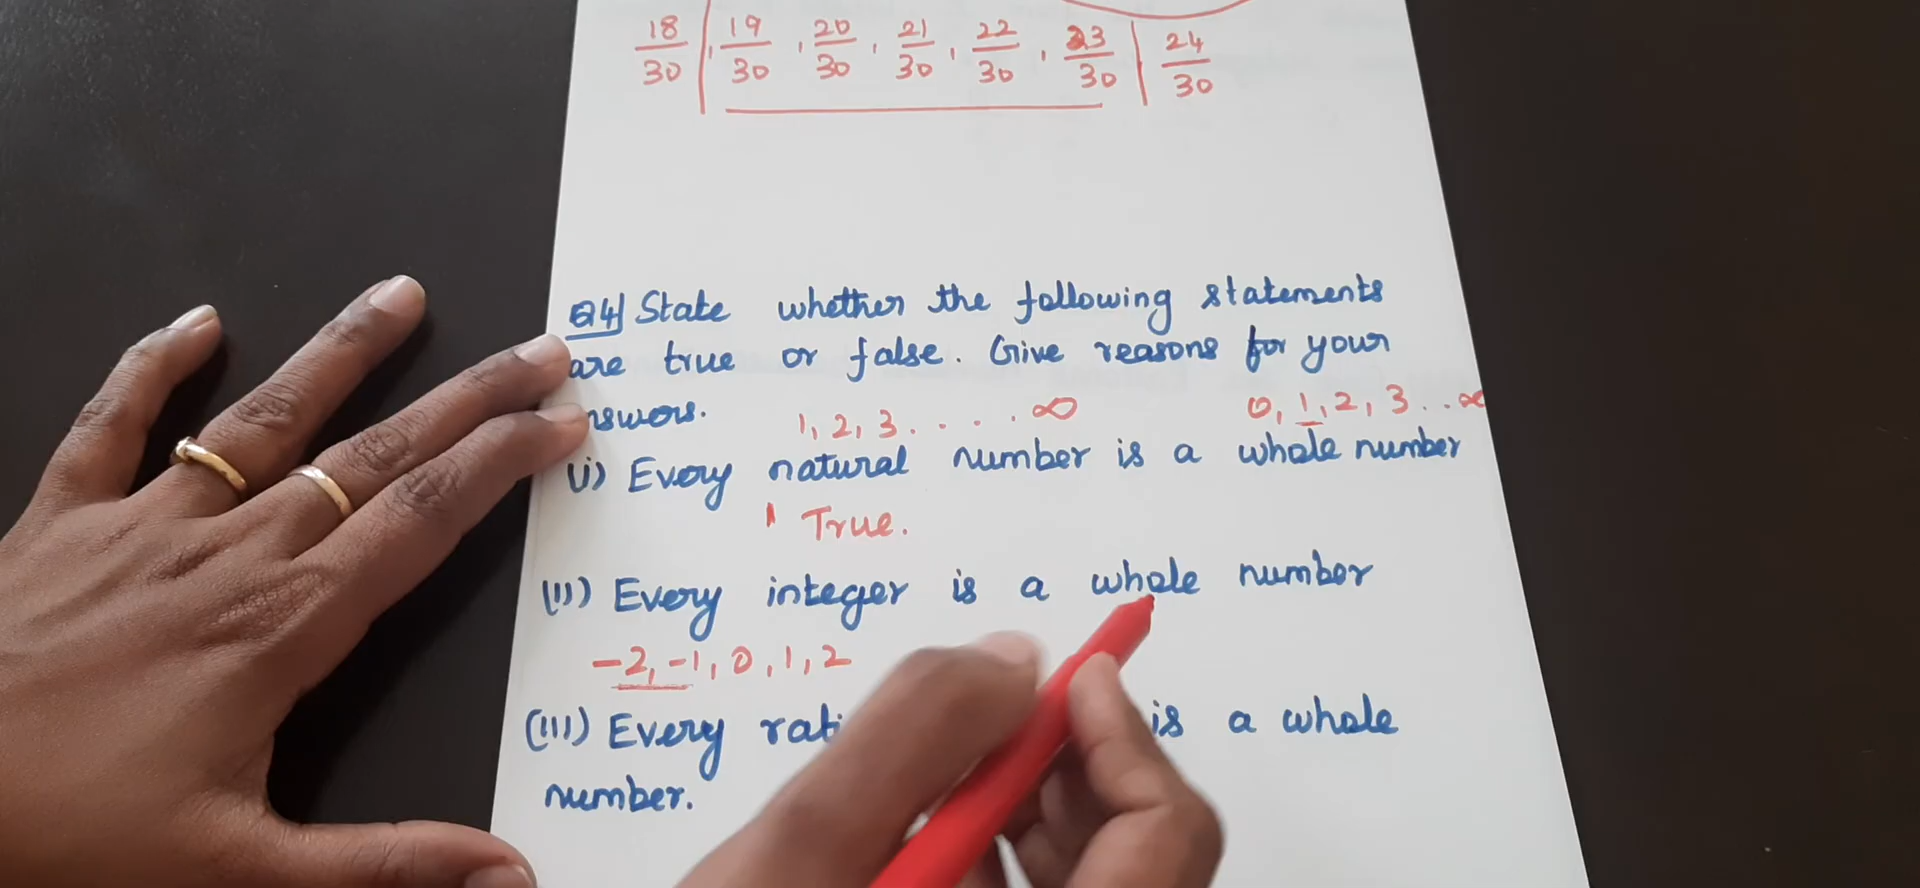 18/30, 19/30, 20/30, 21/30, 22/30, 23/30 24/30
Q4 State whether the following statements
are true or false. Give reasons for your
nswers.
1, 2, 3 . . . . ∞ 0, 1, 2, 3 . . ∞
(i) Every natural number is a whole number
True.
(ii) Every integer is a whole number
-2, -1, 0, 1, 2
(iii) Every is a whole
number.